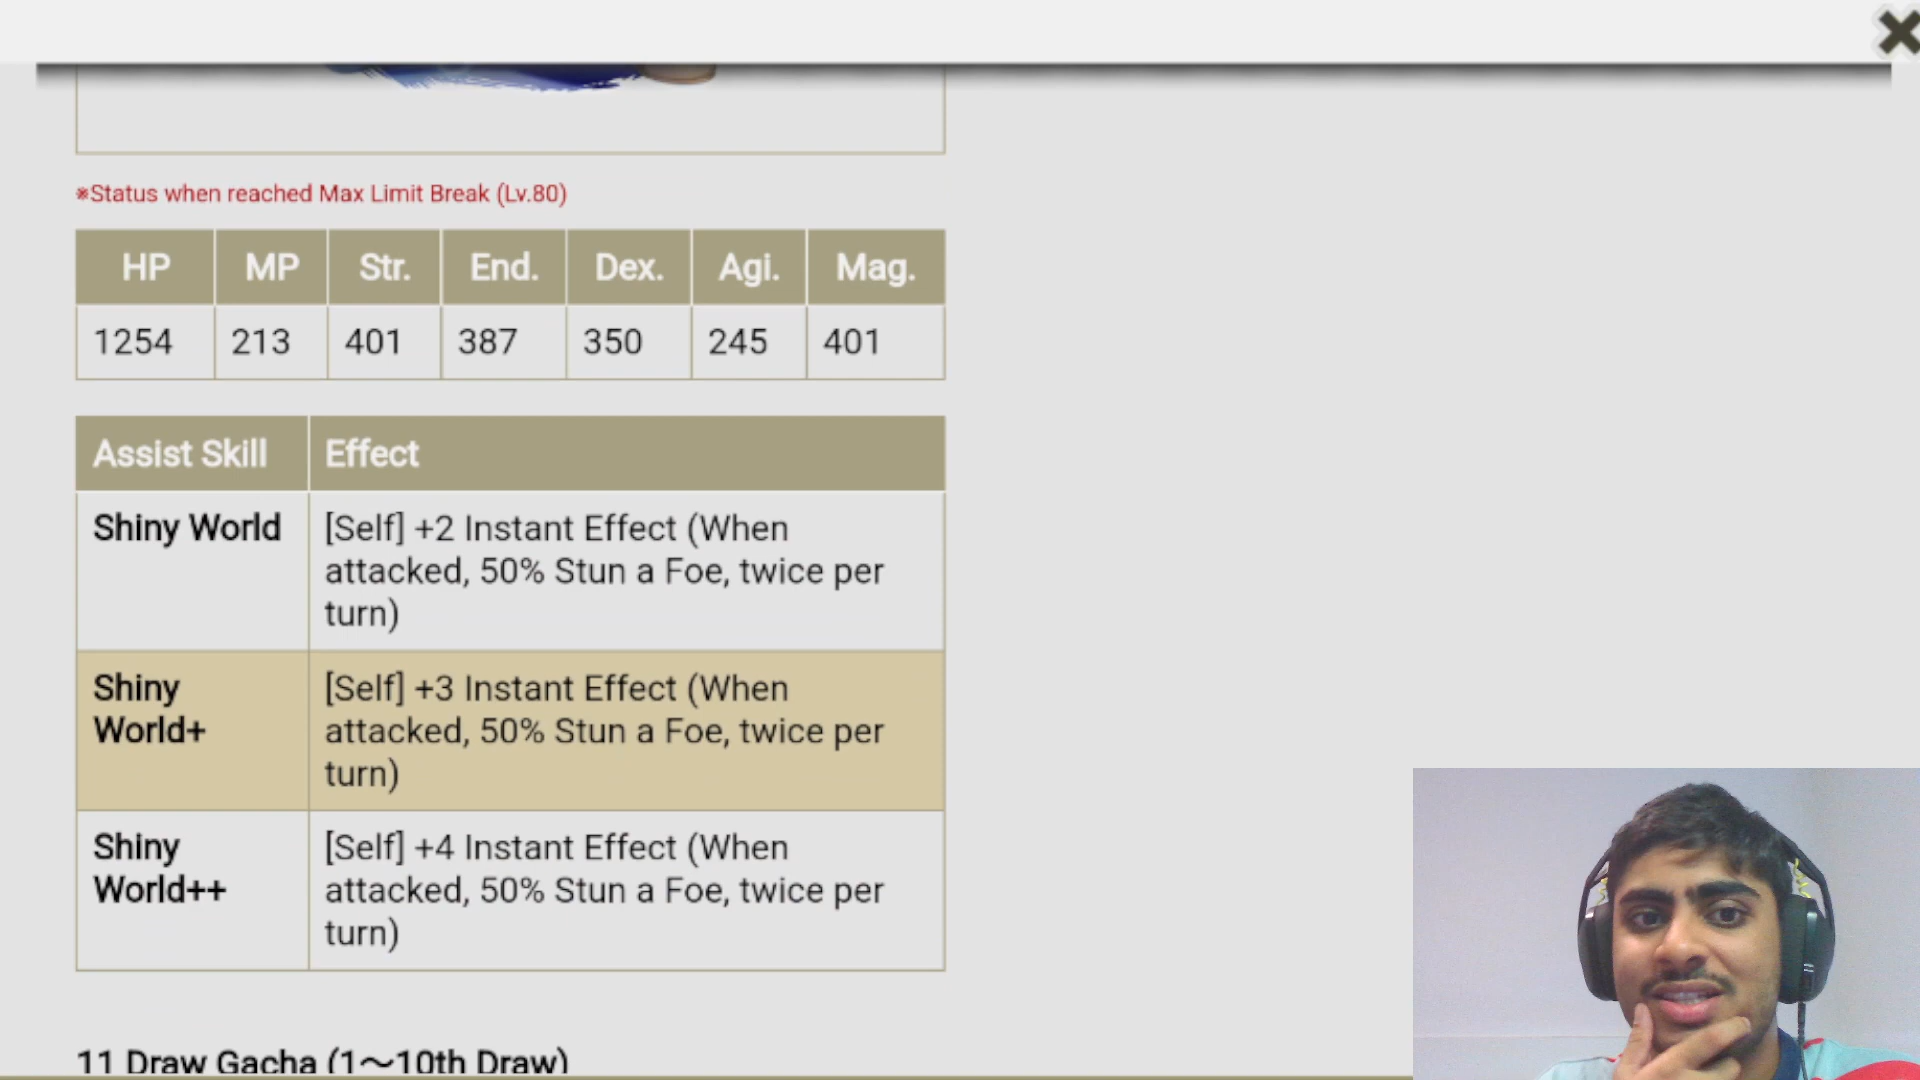 ※Status when reached Max Limit Break (Lv.80)
HP MP Str. End. Dex. Agi. Mag.
1254 213 401 387 350 245 401
Assist Skill Effect
Shiny World [Self] +2 Instant Effect (When
attacked, 50% Stun a Foe, twice per
turn)
Shiny [Self] +3 Instant Effect (When
World+ attacked, 50% Stun a Foe, twice per
turn)
Shiny [Self] +4 Instant Effect (When
World++ attacked, 50% Stun a Foe, twice per
turn)
11 Draw Gacha (1～10th Draw)